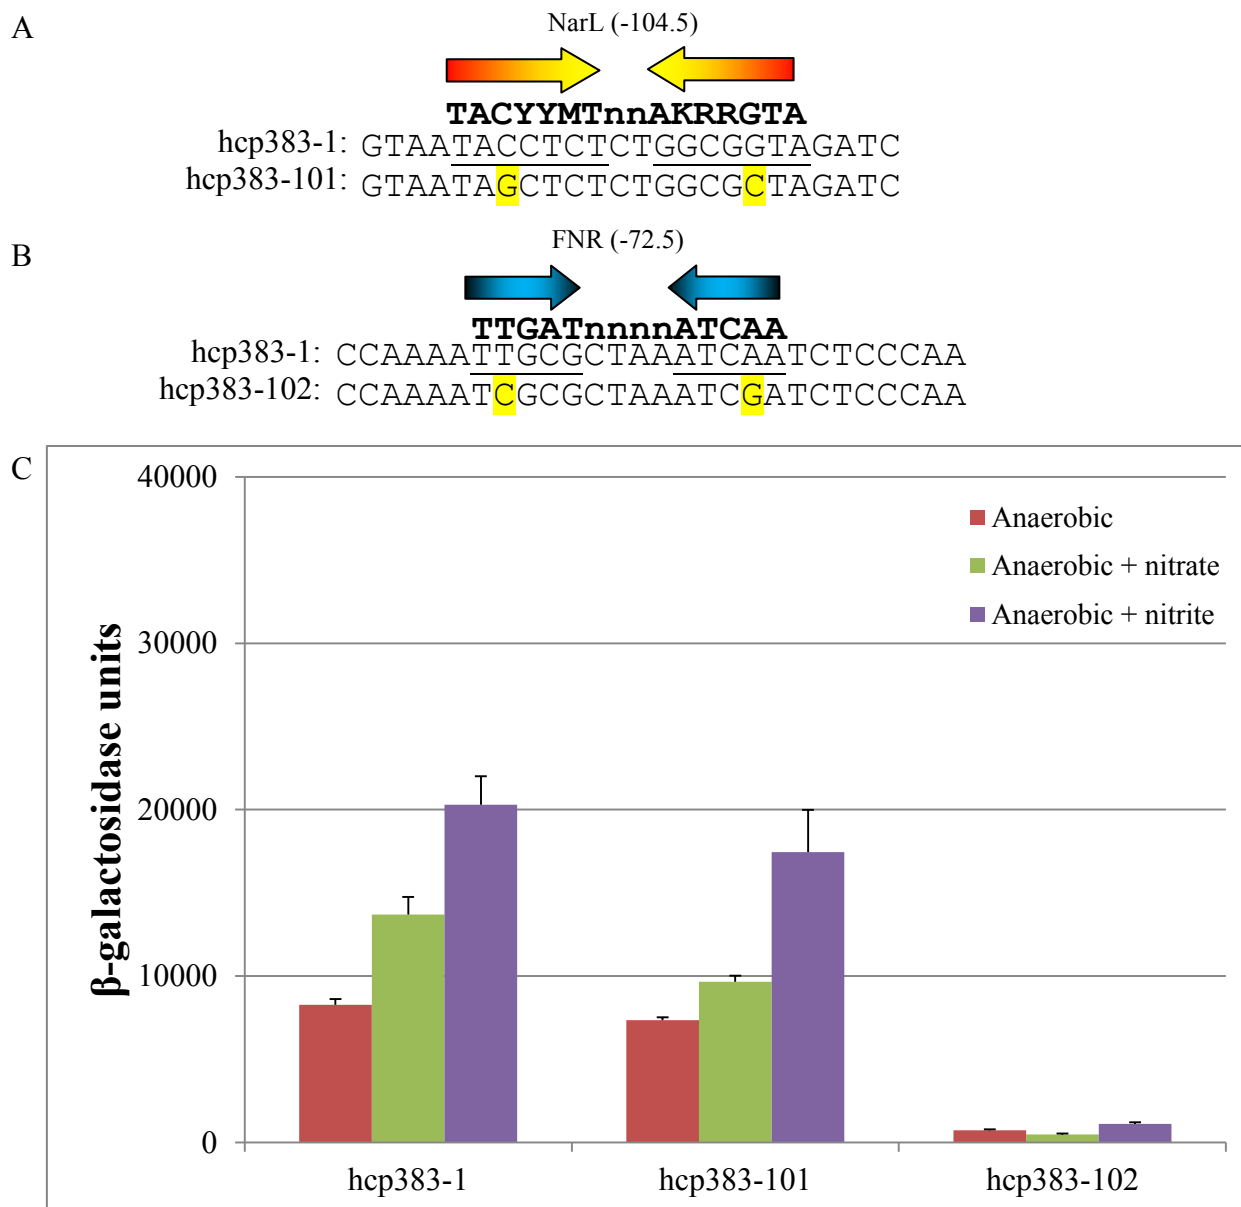 A
NarL (-104.5)
TACYYMTnnAKRRGTA
hcp383-1: GTAATACCTCTCTGGCGGTAGATC
hcp383-101: GTAATAGCTCTCTGGCGCTAGATC
B
FNR (-72.5)
TTGATnnnnATCAA
hcp383-1: CCAAAATTGCGCTAAATCAATCTCCCAA
hcp383-102: CCAAAATCGCGCTAAATCGATCTCCCAA
C
40000
30000
20000
10000
0
β-galactosidase units
Anaerobic
Anaerobic + nitrate
Anaerobic + nitrite
hcp383-1
hcp383-101
hcp383-102